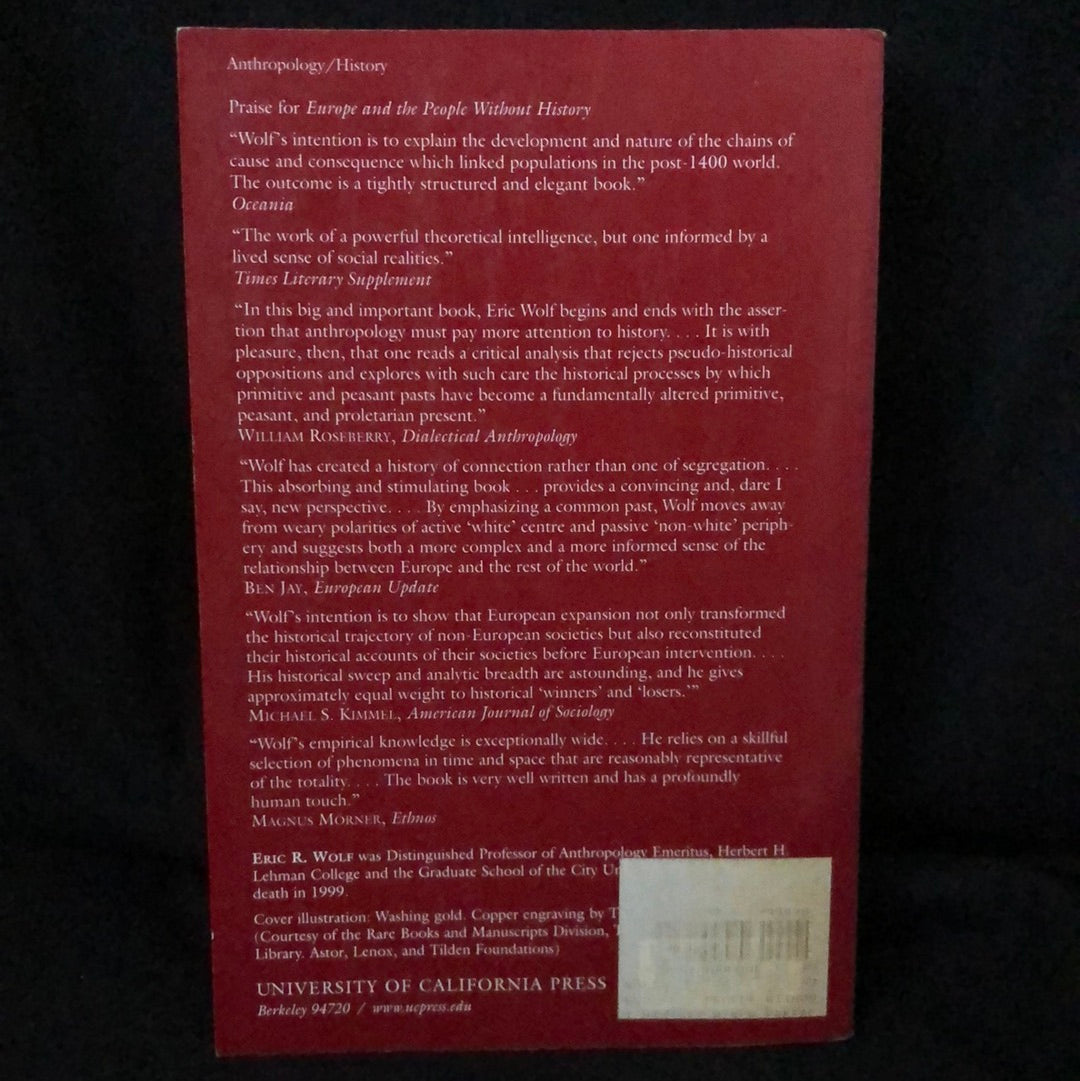 Anthropology/History
Praise for Europe and the People Without History
“Wolf’s intention is to explain the development and nature of the chains of
cause and consequence which linked populations in the post-1400 world.
The outcome is a tightly structured and elegant book.”
Oceania
“The work of a powerful theoretical intelligence, but one informed by a
lived sense of social realities.”
Times Literary Supplement
“In this big and important book, Eric Wolf begins and ends with the asser-
tion that anthropology must pay more attention to history. . . . It is with
pleasure, then, that one reads a critical analysis that rejects pseudo-historical
oppositions and explores with such care the historical processes by which
primitive and peasant pasts have become a fundamentally altered primitive,
peasant, and proletarian present.”
WILLIAM ROSEBERRY, Dialectical Anthropology
“Wolf has created a history of connection rather than one of segregation. . . .
This absorbing and stimulating book . . . provides a convincing and, dare I
say, new perspective. . . . By emphasizing a common past, Wolf moves away
from weary polarities of active ‘white’ centre and passive ‘non-white’ periph-
ery and suggests both a more complex and a more informed sense of the
relationship between Europe and the rest of the world.”
BEN JAY, European Update
“Wolf’s intention is to show that European expansion not only transformed
the historical trajectory of non-European societies but also reconstituted
their historical accounts of their societies before European intervention. . . .
His historical sweep and analytic breadth are astounding, and he gives
approximately equal weight to historical ‘winners’ and ‘losers.’”
MICHAEL S. KIMMEL, American Journal of Sociology
“Wolf’s empirical knowledge is exceptionally wide. . . . He relies on a skillful
selection of phenomena in time and space that are reasonably representative
of the totality. . . . The book is very well written and has a profoundly
human touch.”
MAGNUS MORNER, Ethnos
ERIC R. WOLF was Distinguished Professor of Anthropology Emeritus, Herbert H.
Lehman College and the Graduate School of the City
death in 1999.
Cover illustration: Washing gold. Copper engraving by
(Courtesy of the Rare Books and Manuscripts Division,
Library. Astor, Lenox, and Tilden Foundations)
UNIVERSITY OF CALIFORNIA PRESS
Berkeley 94720 / www.ucpress.edu